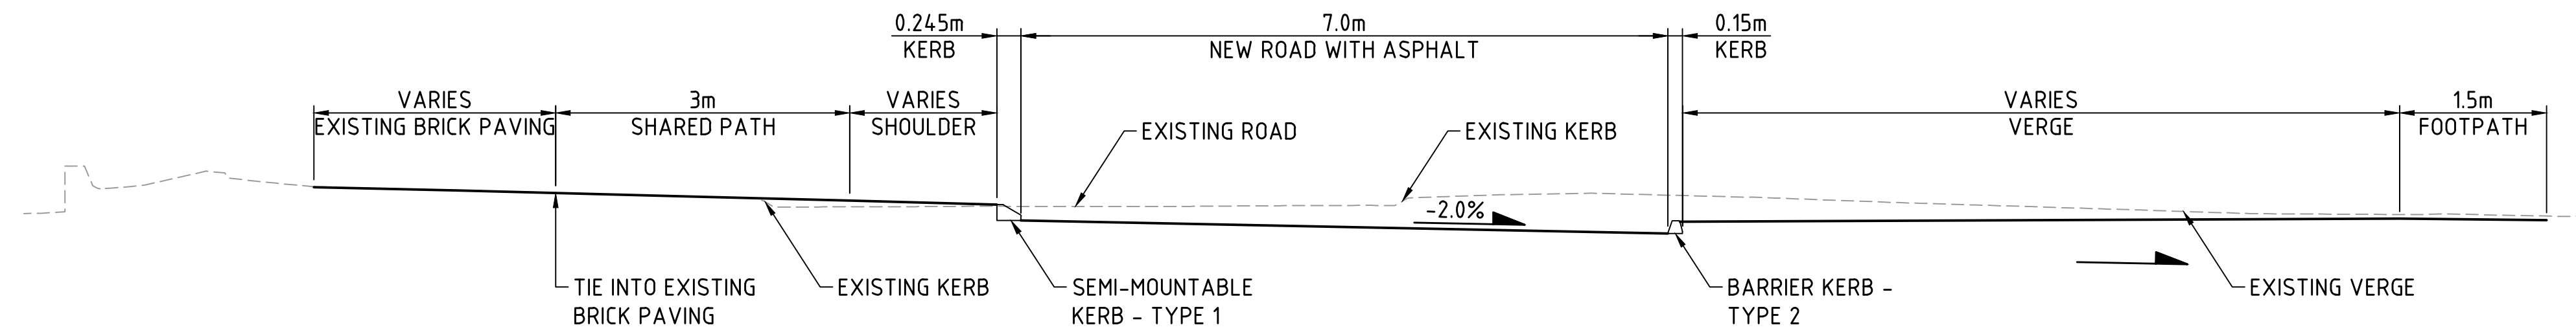 0.245m
KERB
7.0m
NEW ROAD WITH ASPHALT
0.15m
KERB
VARIES
EXISTING BRICK PAVING
3m
SHARED PATH
VARIES
SHOULDER
EXISTING ROAD
EXISTING KERB
VARIES
VERGE
1.5m
FOOTPATH
-2.0%
TIE INTO EXISTING
BRICK PAVING
EXISTING KERB
SEMI-MOUNTABLE
KERB - TYPE 1
BARRIER KERB -
TYPE 2
EXISTING VERGE